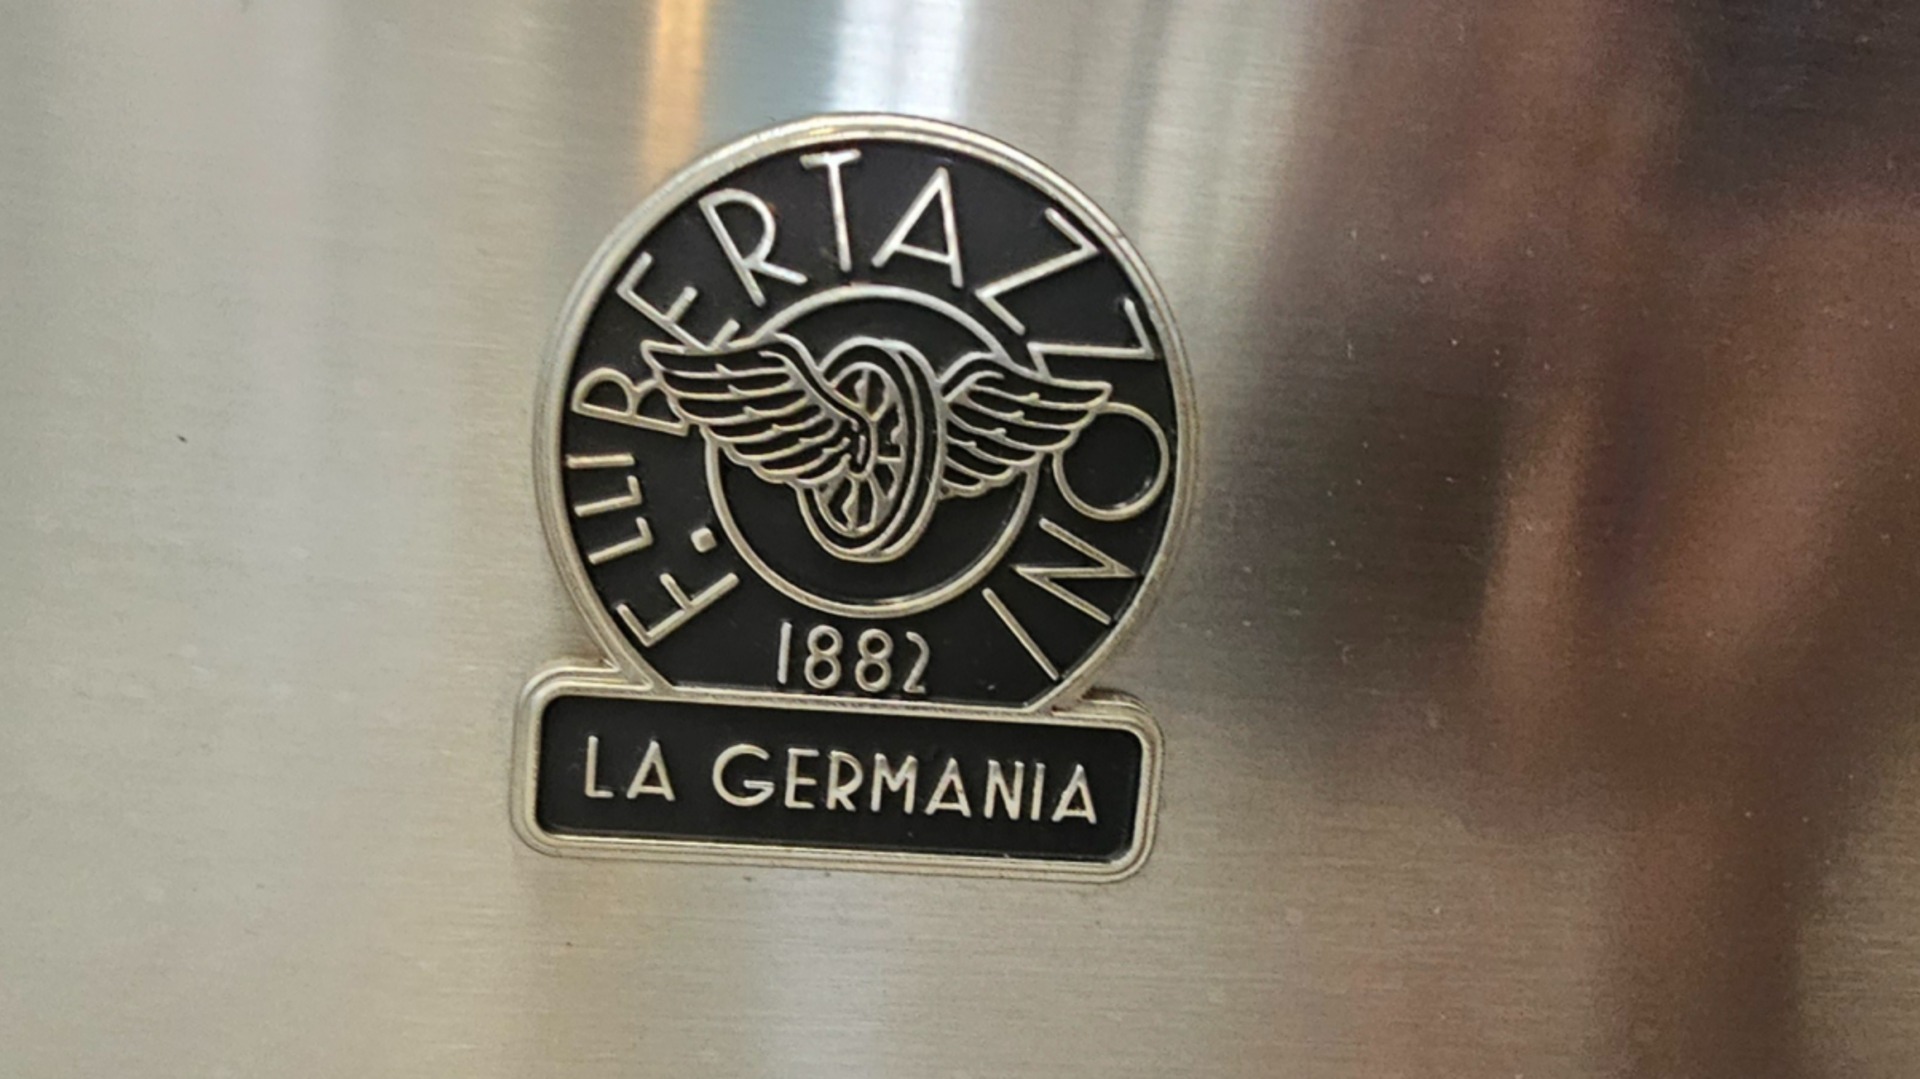 F.LLI BERTAZZONI
1882
LA GERMANIA